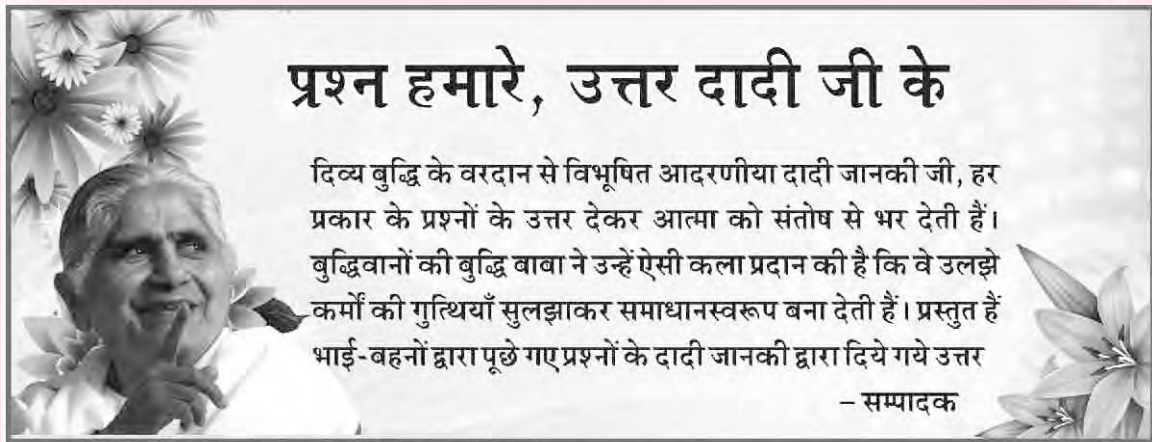 प्रश्न हमारे, उत्तर दादी जी के
दिव्य बुद्धि के वरदान से विभूषित आदरणीया दादी जानकी जी, हर
प्रकार के प्रश्नों के उत्तर देकर आत्मा को संतोष से भर देती हैं।
बुद्धिवानों की बुद्धि बाबा ने उन्हें ऐसी कला प्रदान की है कि वे उलझे
कर्मों की गुत्थियाँ सुलझाकर समाधानस्वरूप बना देती हैं। प्रस्तुत हैं
भाई-बहनों द्वारा पूछे गए प्रश्नों के दादी जानकी द्वारा दिये गये उत्तर
– सम्पादक